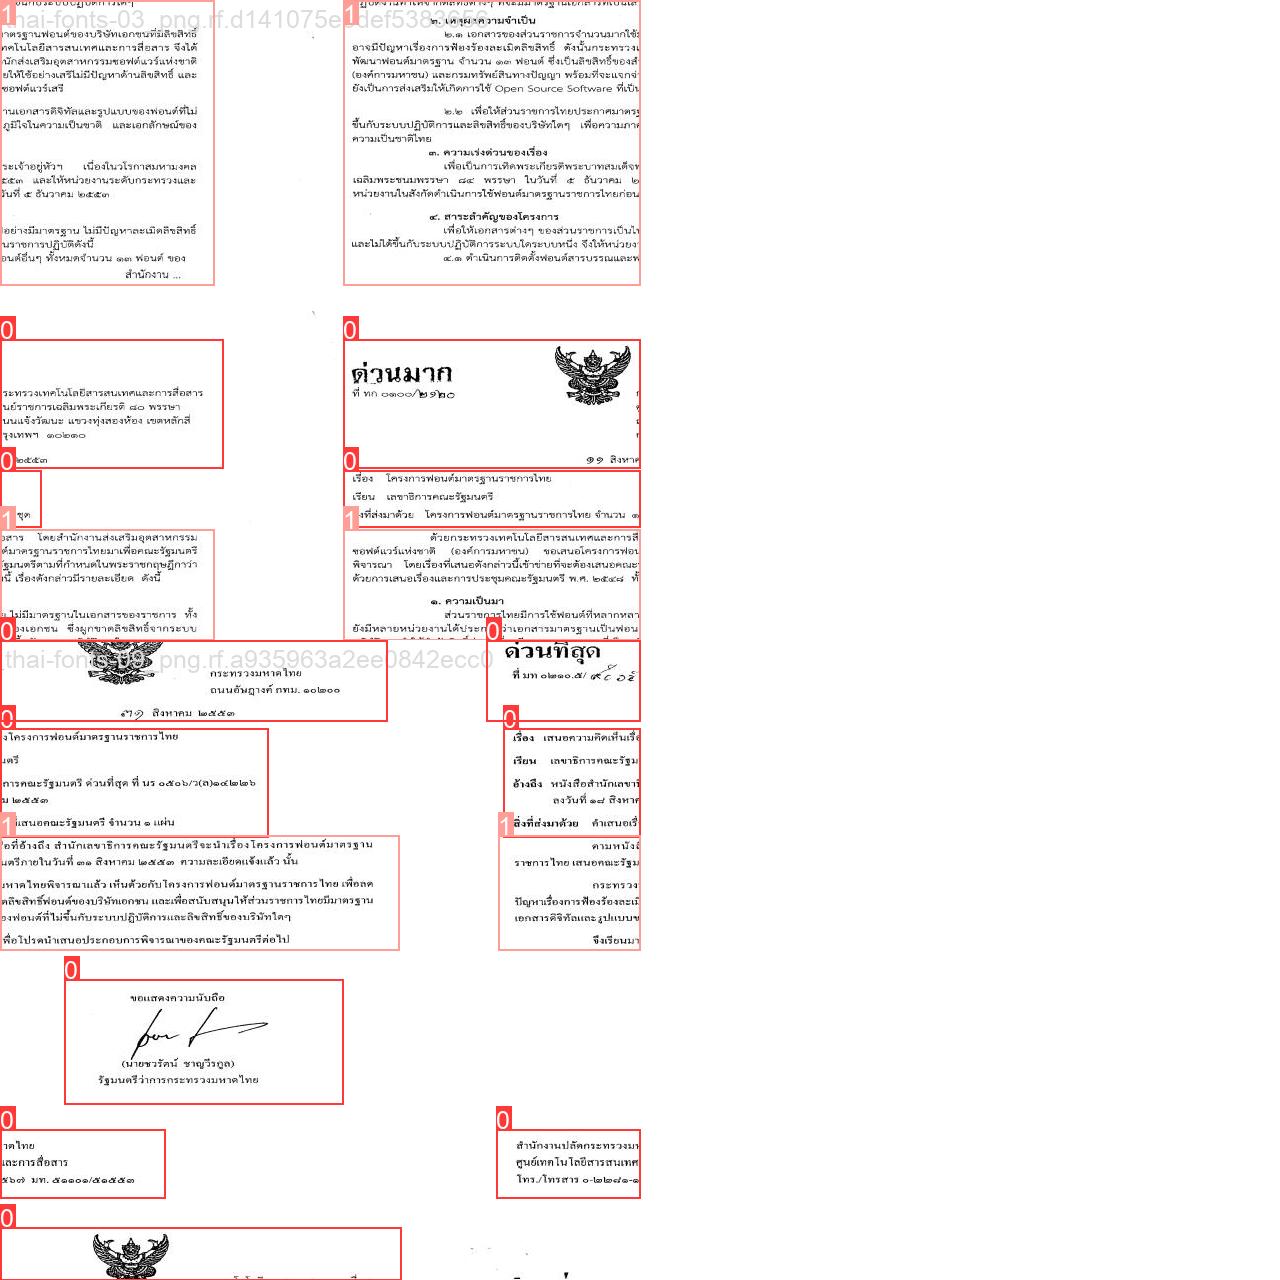 าตรฐานฟอนต์ของบริษัทเอกชนที่มีลิขสิทธิ์
ทคโนโลยีสารสนเทศและการสื่อสาร จึงได้
นักส่งเสริมอุตสาหกรรมซอฟต์แวร์แห่งชาติ
ยให้ใช้อย่างเสรีไม่มีปัญหาด้านลิขสิทธิ์ และ
ซอฟต์แวร์เสรี
านเอกสารดิจิทัลและรูปแบบของฟอนต์ที่ไม่
ภูมิใจในความเป็นชาติ และเอกลักษณ์ของ
ระเจ้าอยู่หัวฯ เนื่องในวโรกาสมหามงคล
๕๕๓ และให้หน่วยงานระดับกระทรวงและ
วันที่ ๕ ธันวาคม ๒๕๕๓
อย่างมีมาตรฐาน ไม่มีปัญหาละเมิดลิขสิทธิ์
นราชการปฏิบัติดังนี้
อนต์อื่นๆ ทั้งหมดจำนวน ๑๓ ฟอนต์ ของ
สำนักงาน ...
๒. เหตุผลความจำเป็น
๒.๑ เอกสารของส่วนราชการจำนวนมากใช้
อาจมีปัญหาเรื่องการฟ้องร้องละเมิดลิขสิทธิ์ ดังนั้นกระทรวงเ
พัฒนาฟอนต์มาตรฐาน จำนวน ๑๓ ฟอนต์ ซึ่งเป็นลิขสิทธิ์ของสำ
(องค์การมหาชน) และกรมทรัพย์สินทางปัญญา พร้อมที่จะแจกจ่
ยังเป็นการส่งเสริมให้เกิดการใช้ Open Source Software ที่เป็น
๒.๒ เพื่อให้ส่วนราชการไทยประกาศมาตรฐ
ขึ้นกับระบบปฏิบัติการและลิขสิทธิ์ของบริษัทใดๆ เพื่อความภาค
ความเป็นชาติไทย
๓. ความเร่งด่วนของเรื่อง
เพื่อเป็นการเทิดพระเกียรติพระบาทสมเด็จพ
เฉลิมพระชนมพรรษา ๘๔ พรรษา ในวันที่ ๕ ธันวาคม ๒
หน่วยงานในสังกัดดำเนินการใช้ฟอนต์มาตรฐานราชการไทยก่อน
๔. สาระสำคัญของโครงการ
เพื่อให้เอกสารต่างๆ ของส่วนราชการเป็นไป
และไม่ได้ขึ้นกับระบบปฏิบัติการระบบใดระบบหนึ่ง จึงให้หน่วยงา
๔.๑ ดำเนินการติดตั้งฟอนต์สารบรรณและฟ
ระทรวงเทคโนโลยีสารสนเทศและการสื่อสาร
นย์ราชการเฉลิมพระเกียรติ ๘๐ พรรษา
นนแจ้งวัฒนะ แขวงทุ่งสองห้อง เขตหลักสี่
รุงเทพฯ ๑๐๒๑๐
๒๕๕๓
ด่วนมาก
ที่ ทก ๐๑๐๐/๒๑๒๐
๑๑ สิงหาค
ชุด
เรื่อง โครงการฟอนต์มาตรฐานราชการไทย
เรียน เลขาธิการคณะรัฐมนตรี
งที่ส่งมาด้วย โครงการฟอนต์มาตรฐานราชการไทย จำนวน ๑
อสาร โดยสำนักงานส่งเสริมอุตสาหกรรม
ต์มาตรฐานราชการไทยมาเพื่อคณะรัฐมนตรี
รัฐมนตรีตามที่กำหนดในพระราชกฤษฎีกาว่า
นี้ เรื่องดังกล่าวมีรายละเอียด ดังนี้
ไม่มีมาตรฐานในเอกสารของราชการ ทั้ง
ของเอกชน ซึ่งผูกขาดลิขสิทธิ์จากระบบ
ด้วยกระทรวงเทคโนโลยีสารสนเทศและการสื
ซอฟต์แวร์แห่งชาติ (องค์การมหาชน) ขอเสนอโครงการฟอน
พิจารณา โดยเรื่องที่เสนอดังกล่าวนี้เข้าข่ายที่จะต้องเสนอคณะ
ด้วยการเสนอเรื่องและการประชุมคณะรัฐมนตรี พ.ศ. ๒๕๔๘ ทั
๑. ความเป็นมา
ส่วนราชการไทยมีการใช้ฟอนต์ที่หลากหลา
ยังมีหลายหน่วยงานได้ประก ว่าเอกสารมาตรฐานเป็นฟอน
กระทรวงมหาดไทย
ถนนอัษฎางค์ กทม. ๑๐๒๐๐
๓๑ สิงหาคม ๒๕๕๓
ด่วนที่สุด
ที่ มท ๐๒๑๐.๕/
งโครงการฟอนต์มาตรฐานราชการไทย
นตรี
การคณะรัฐมนตรี ด่วนที่สุด ที่ นร ๐๕๐๖/ว(ล)๑๔๒๒๖
ม ๒๕๕๓
เสนอคณะรัฐมนตรี จำนวน ๑ แผ่น
เรื่อง เสนอความคิดเห็นเรื่
เรียน เลขาธิการคณะรัฐม
อ้างถึง หนังสือสำนักเลขาธิ
ลงวันที่ ๑๘ สิงหาค
สิ่งที่ส่งมาด้วย คำเสนอเรื่
อที่อ้างถึง สำนักเลขาธิการคณะรัฐมนตรีจะนำเรื่องโครงการฟอนต์มาตรฐาน
นตรีภายในวันที่ ๓๑ สิงหาคม ๒๕๕๓ ความละเอียดแจ้งแล้ว นั้น
มหาดไทยพิจารณาแล้ว เห็นด้วยกับโครงการฟอนต์มาตรฐานราชการไทย เพื่อลด
ดลิขสิทธิ์ฟอนต์ของบริษัทเอกชน และเพื่อสนับสนุนให้ส่วนราชการไทยมีมาตรฐาน
องฟอนต์ที่ไม่ขึ้นกับระบบปฏิบัติการและลิขสิทธิ์ของบริษัทใดๆ
พื่อโปรดนำเสนอประกอบการพิจารณาของคณะรัฐมนตรีต่อไป
ตามหนังสื
ราชการไทย เสนอคณะรัฐม
กระทรวง
ปัญหาเรื่องการฟ้องร้องละเมิ
เอกสารดิจิทัลและรูปแบบข
จึงเรียนมา
ขอแสดงความนับถือ
(นายชวรัตน์ ชาญวีรกูล)
รัฐมนตรีว่าการกระทรวงมหาดไทย
าดไทย
และการสื่อสาร
๕๖๗ มท. ๕๑๑๐๑/๕๑๕๕๓
สำนักงานปลัดกระทรวงมห
ศูนย์เทคโนโลยีสารสนเทศ
โทร./โทรสาร ๐-๒๒๘๑-๑